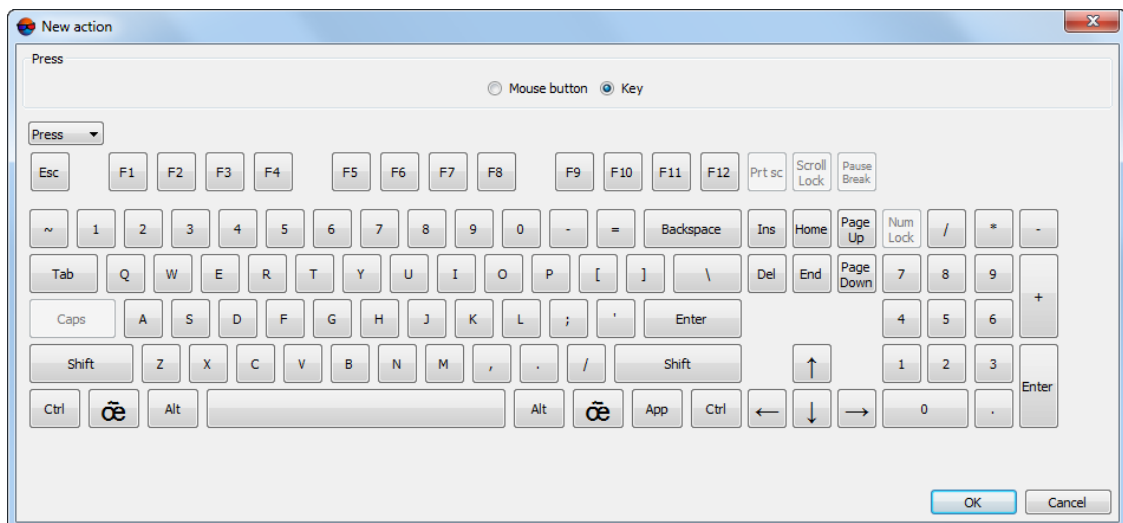 New action
Press
Mouse button Key
Press
Esc F1 F2 F3 F4 F5 F6 F7 F8 F9 F10 F11 F12 Prt sc Scroll Lock Pause Break
~ 1 2 3 4 5 6 7 8 9 0 - = Backspace Ins Home Page Up Num Lock / * -
Tab Q W E R T Y U I O P [ ] \ Del End Page Down 7 8 9 +
Caps A S D F G H J K L ; ' Enter 4 5 6
Shift Z X C V B N M , . / Shift ↑ 1 2 3 Enter
Ctrl œ̃ Alt Alt œ̃ App Ctrl ← ↓ → 0 .
OK Cancel